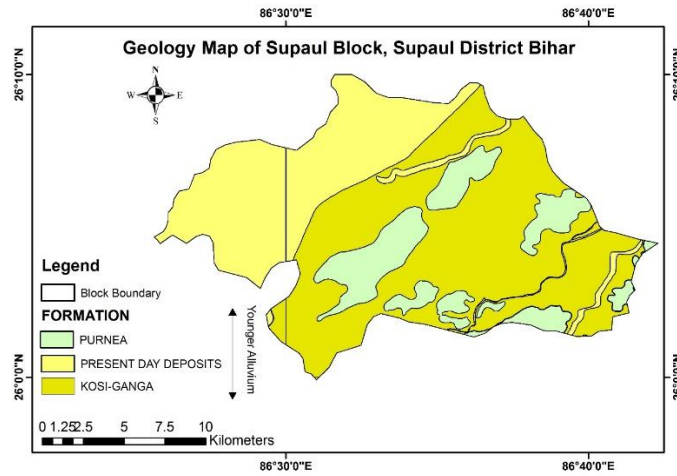 86°30'0"E 86°40'0"E
Geology Map of Supaul Block, Supaul District Bihar
26°10'0"N
N
W E
S
Legend
Block Boundary
FORMATION
PURNEA
PRESENT DAY DEPOSITS
KOSI-GANGA
Younger Alluvium
26°0'0"N
0 1.25 2.5 5 7.5 10
Kilometers
86°30'0"E 86°40'0"E